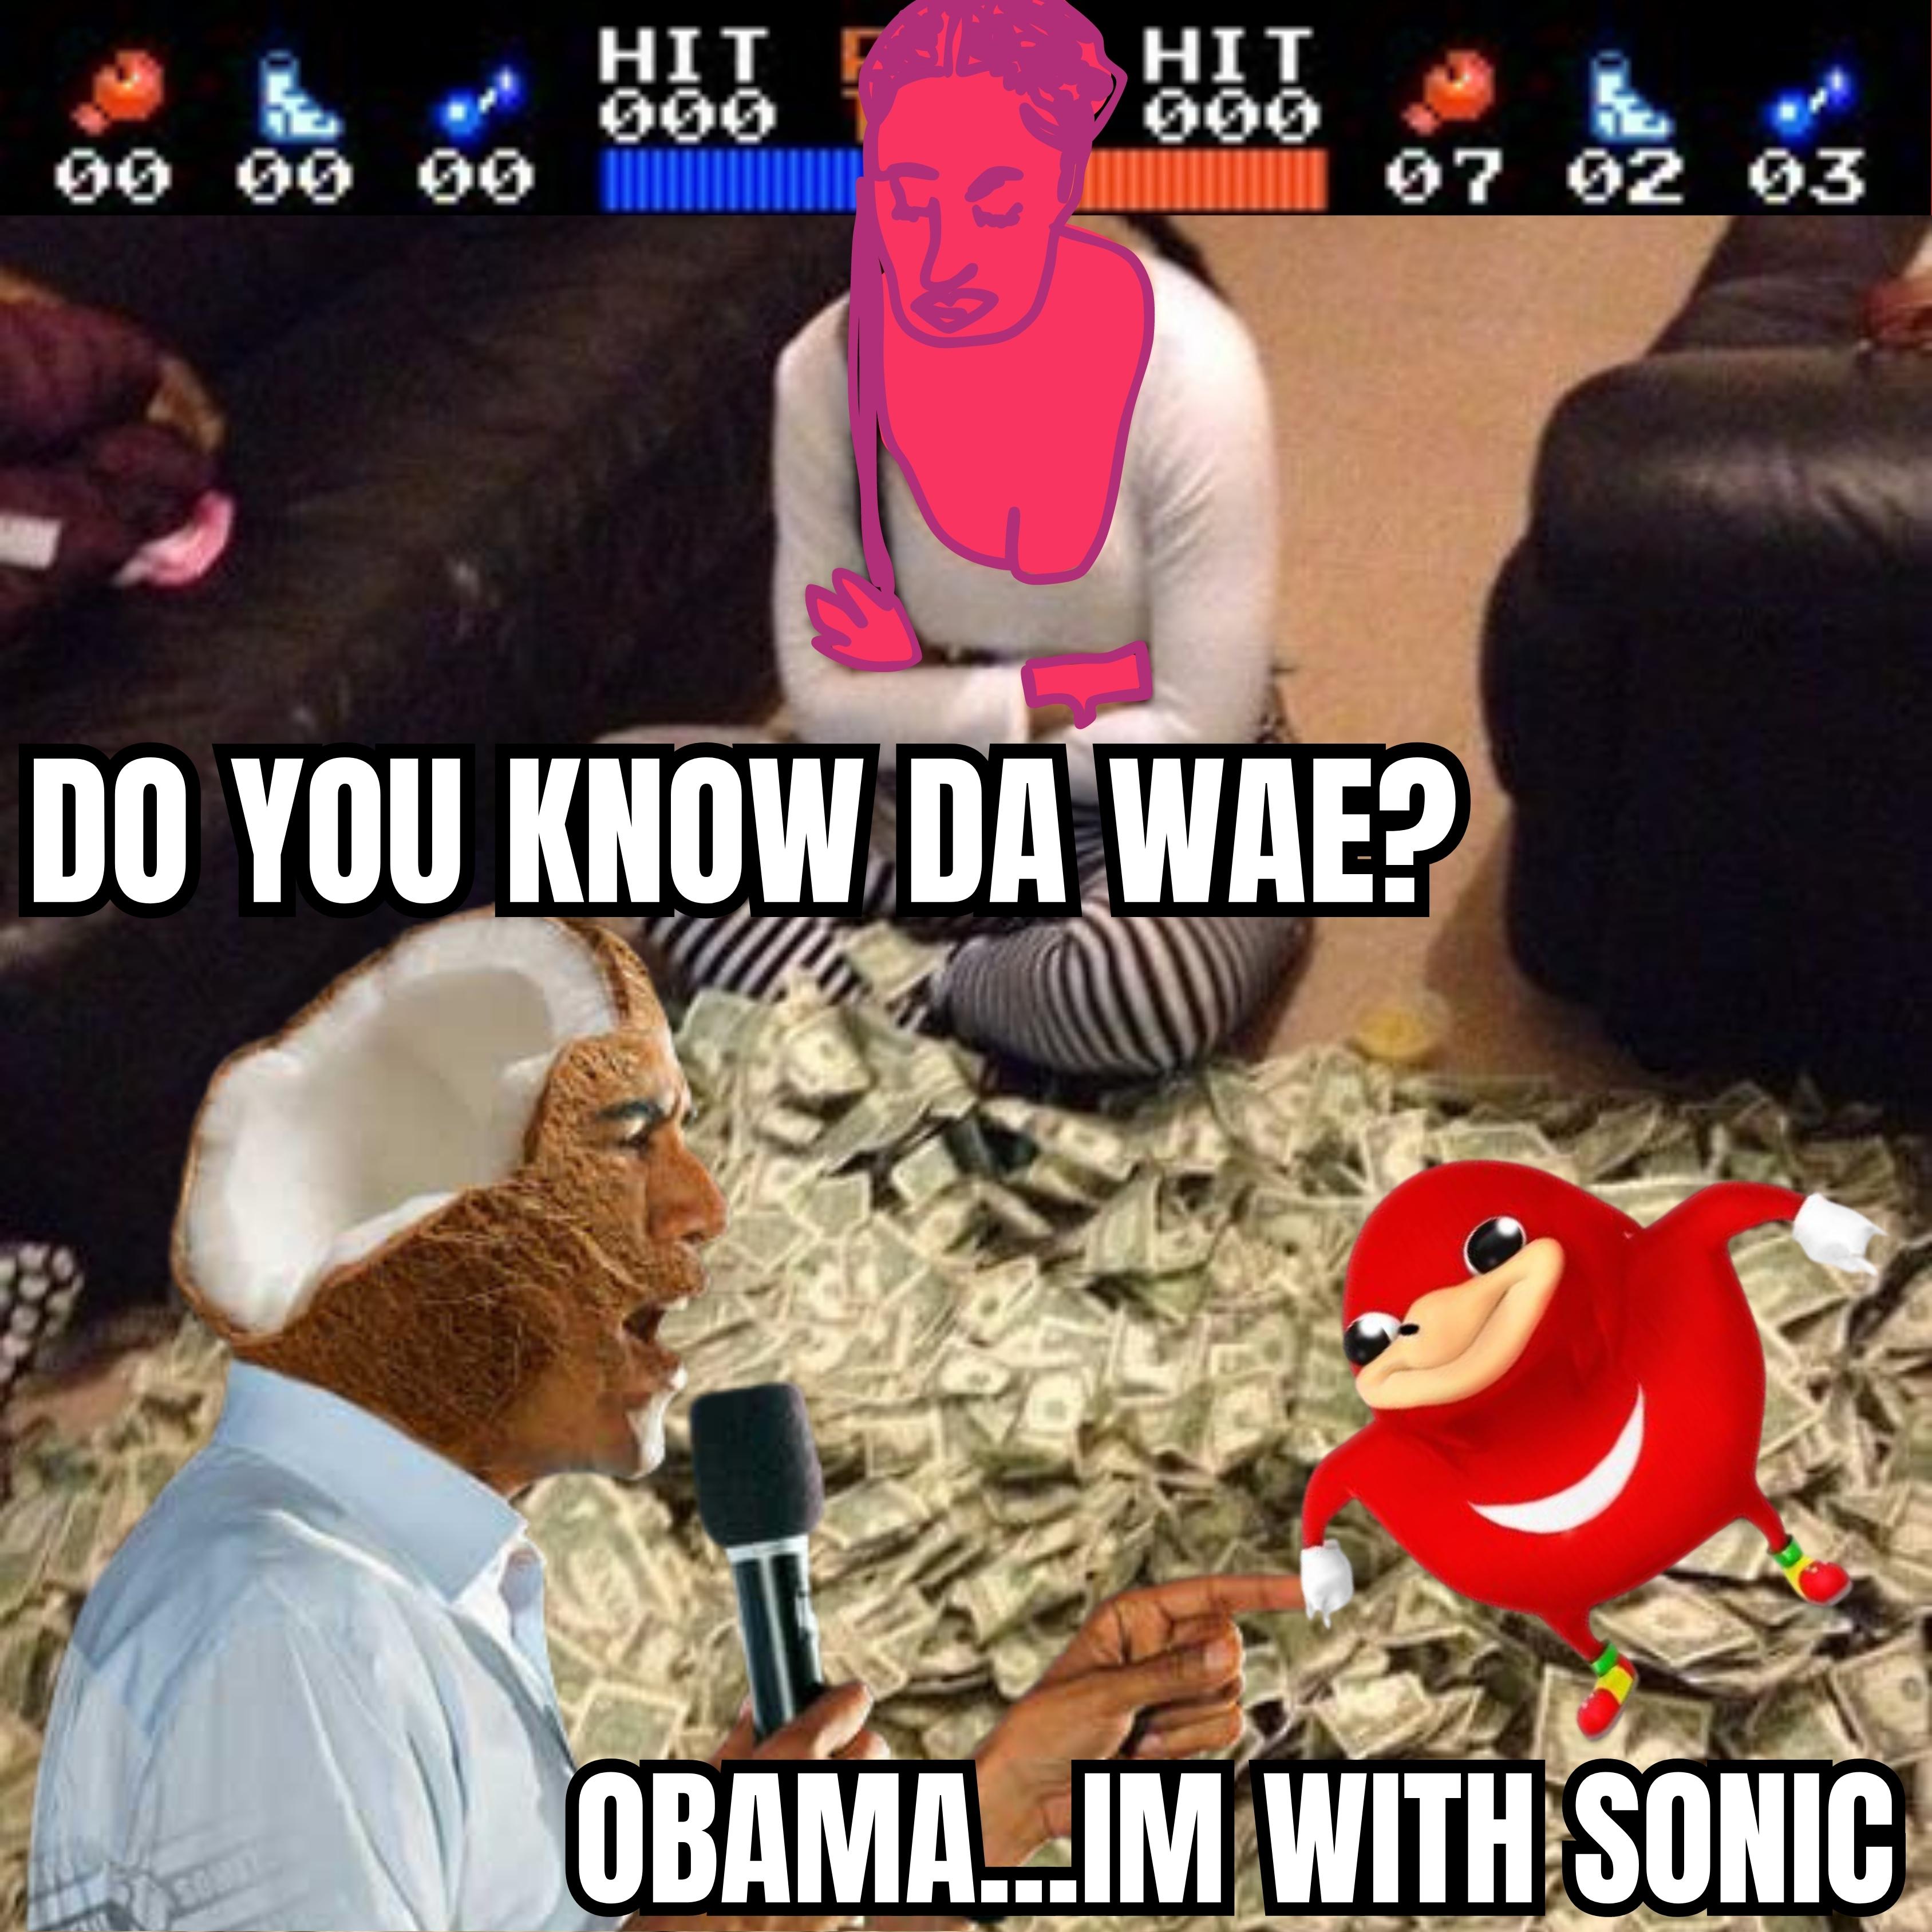 HIT HIT
000 000
00 00 00 07 02 03
DO YOU KNOW DA WAE?
OBAMA...IM WITH SONIC